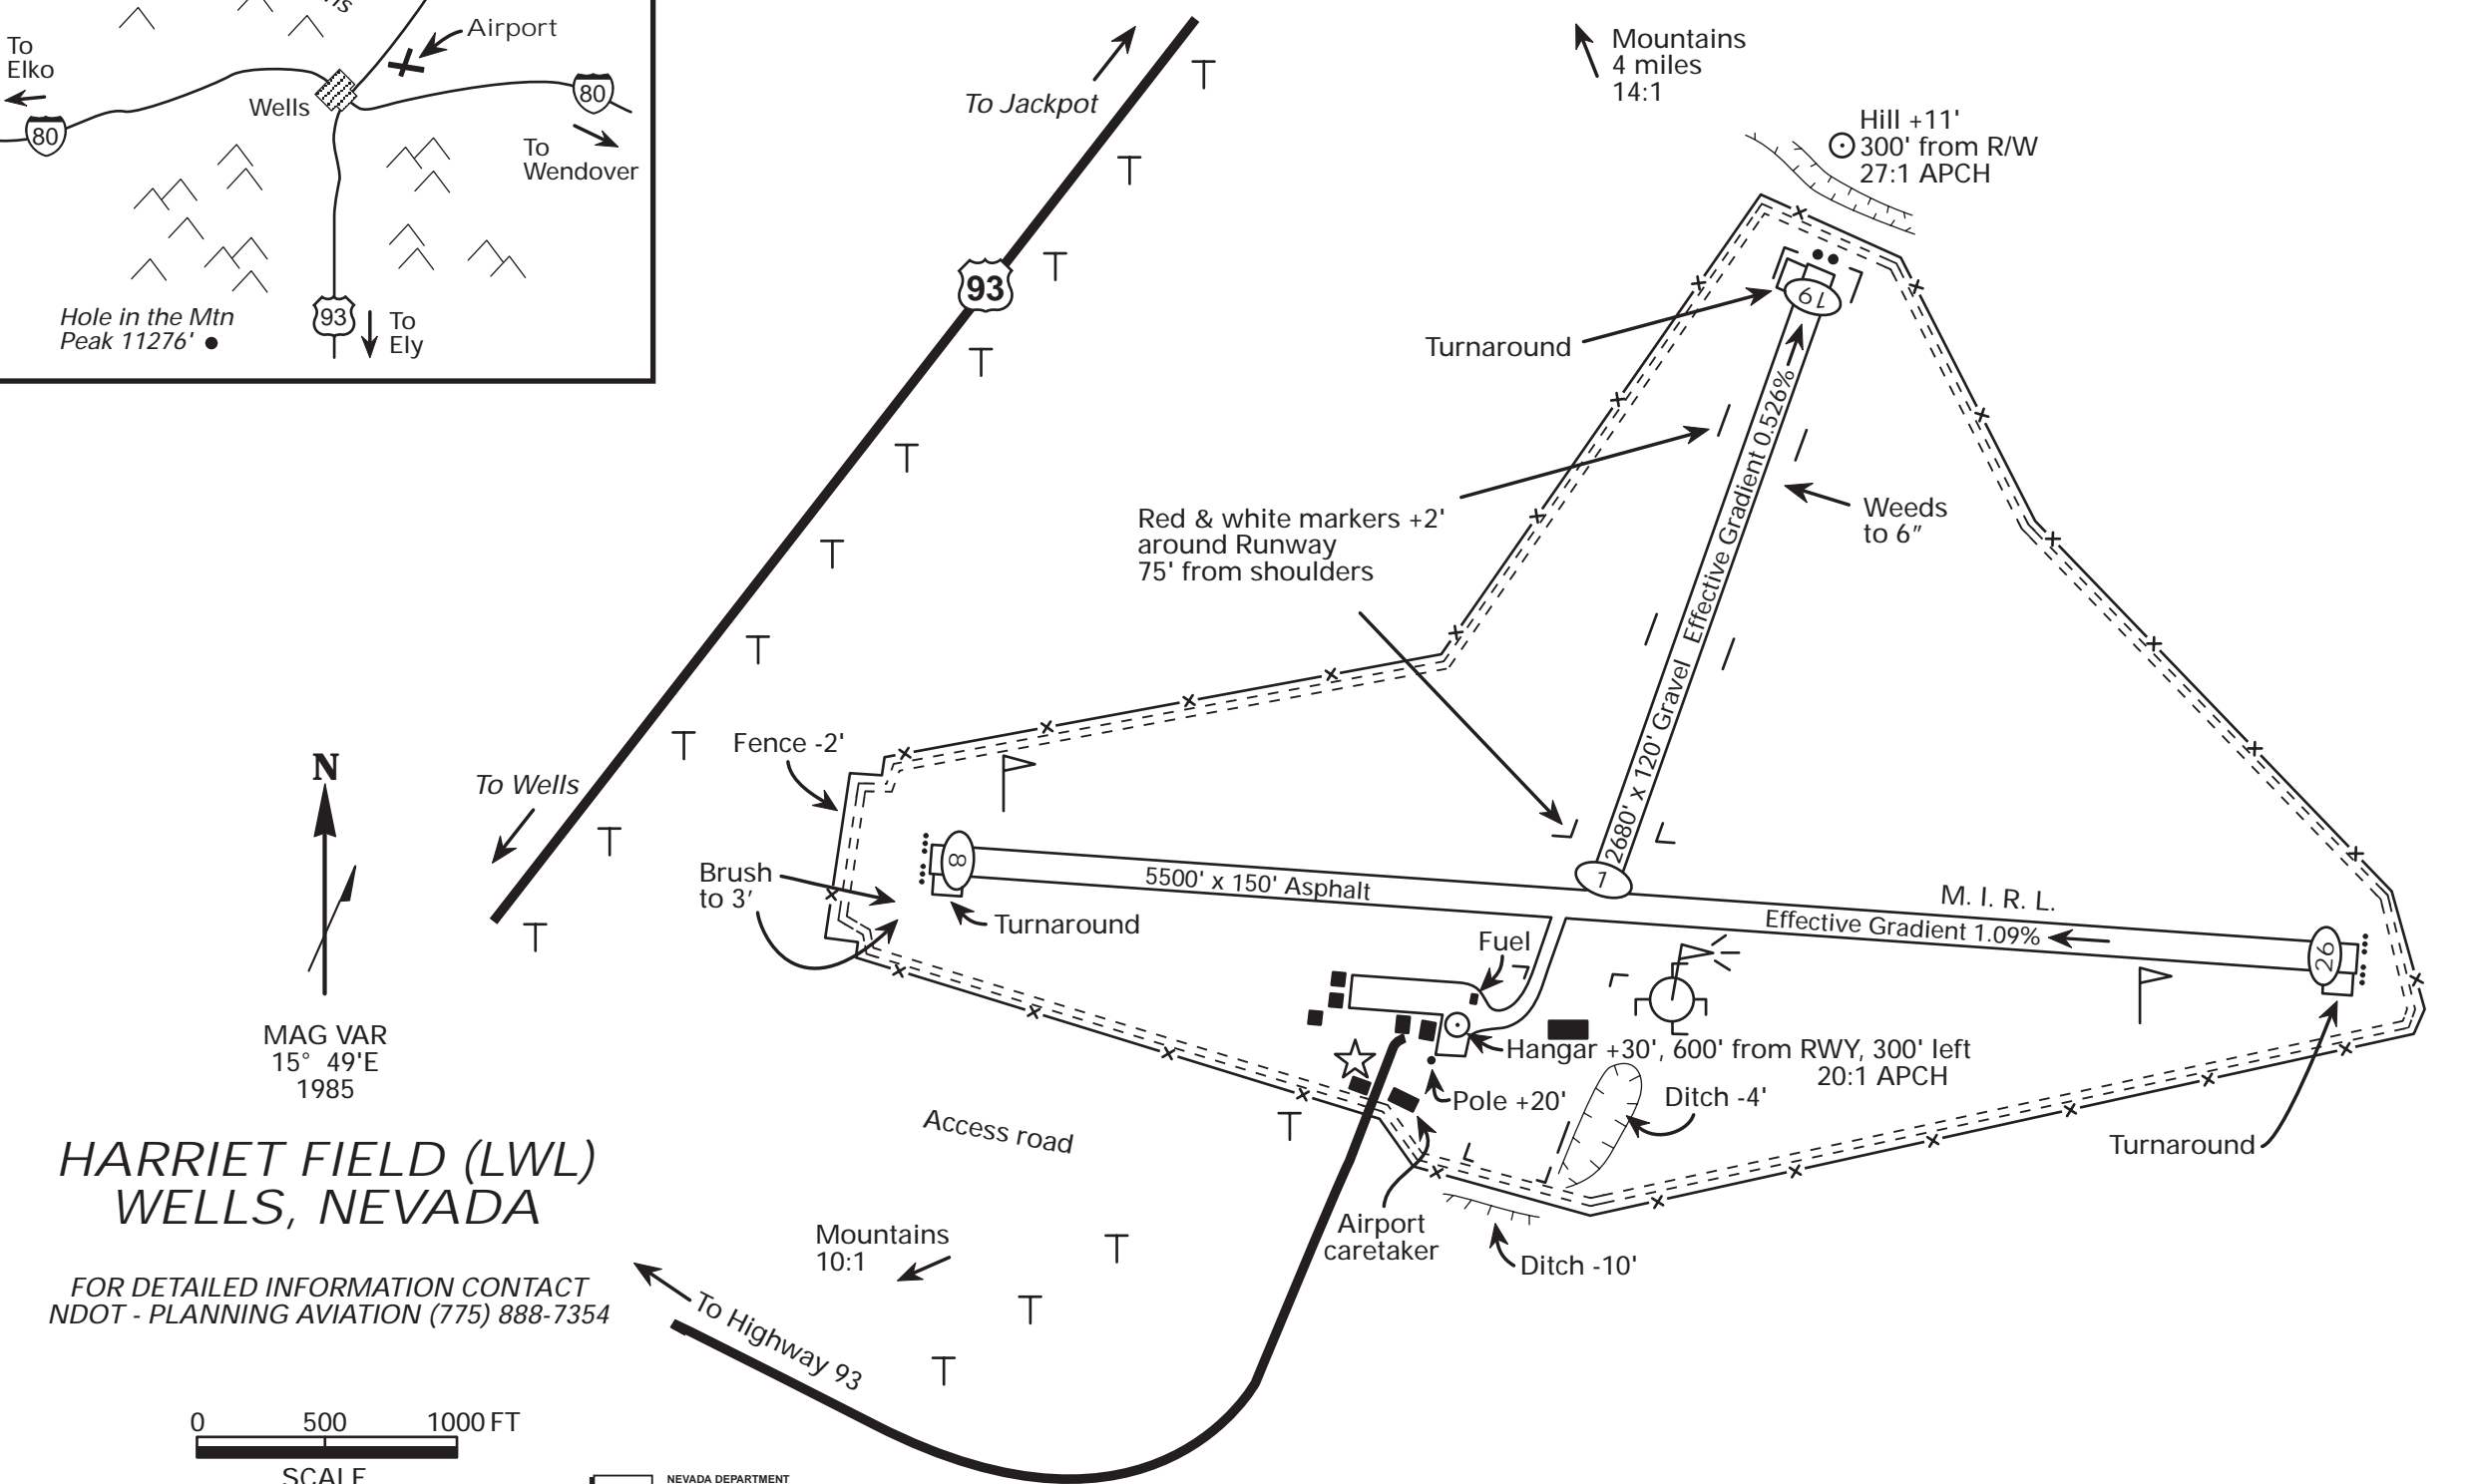 Airport
To
Elko
Wells
80
80
To
Wendover
Hole in the Mtn
Peak 11276'
93
To
Ely
To Jackpot
93
To Wells
Mountains
4 miles
14:1
Hill +11'
300' from R/W
27:1 APCH
19
Turnaround
Red & white markers +2'
around Runway
75' from shoulders
Weeds
to 6"
2680' x 120' Gravel Effective Gradient 0.526%
1
Fence -2'
Brush
to 3'
8
Turnaround
5500' x 150' Asphalt
M. I. R. L.
Effective Gradient 1.09%
26
Turnaround
Fuel
Hangar +30', 600' from RWY, 300' left
20:1 APCH
Pole +20'
Ditch -4'
Airport
caretaker
Ditch -10'
Access road
Mountains
10:1
To Highway 93
N
MAG VAR
15° 49'E
1985
HARRIET FIELD (LWL)
WELLS, NEVADA
FOR DETAILED INFORMATION CONTACT
NDOT - PLANNING AVIATION (775) 888-7354
0 500 1000 FT
SCALE
NEVADA DEPARTMENT